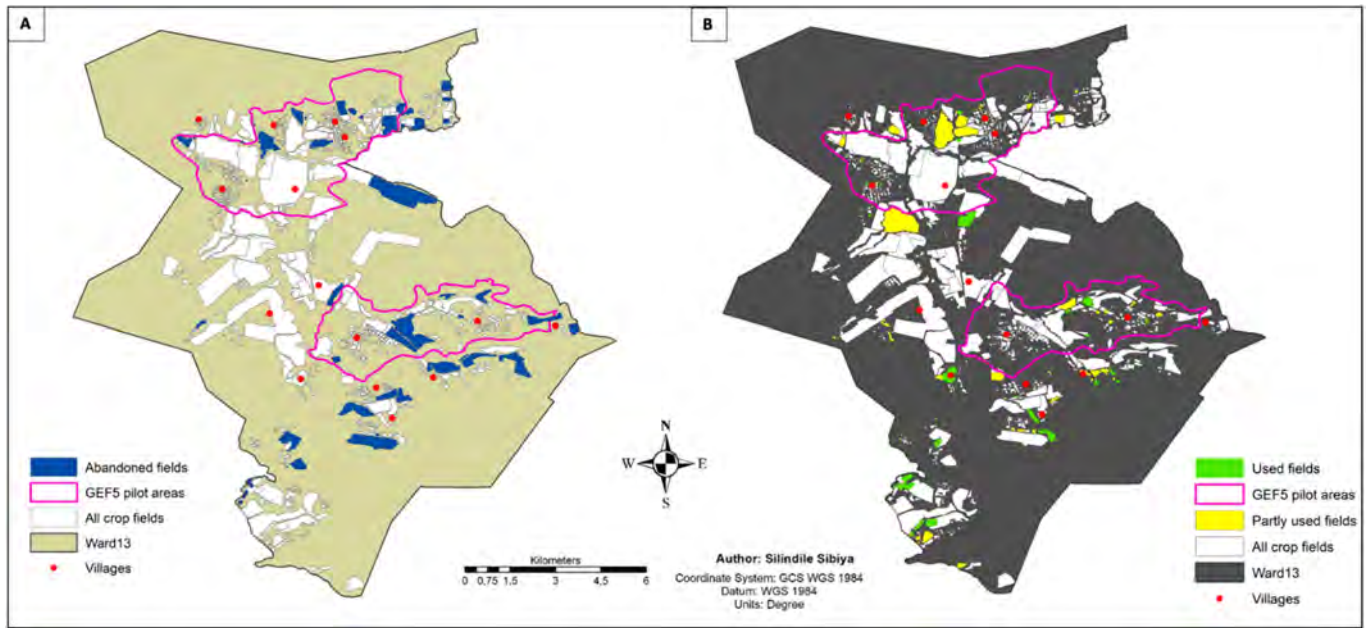 A
B
Abandoned fields
GEF5 pilot areas
All crop fields
Ward13
Villages
N
W E
S
Kilometers
0 0,75 1,5 3 4,5 6
Author: Silindile Sibiya
Coordinate System: GCS WGS 1984
Datum: WGS 1984
Units: Degree
Used fields
GEF5 pilot areas
Partly used fields
All crop fields
Ward13
Villages